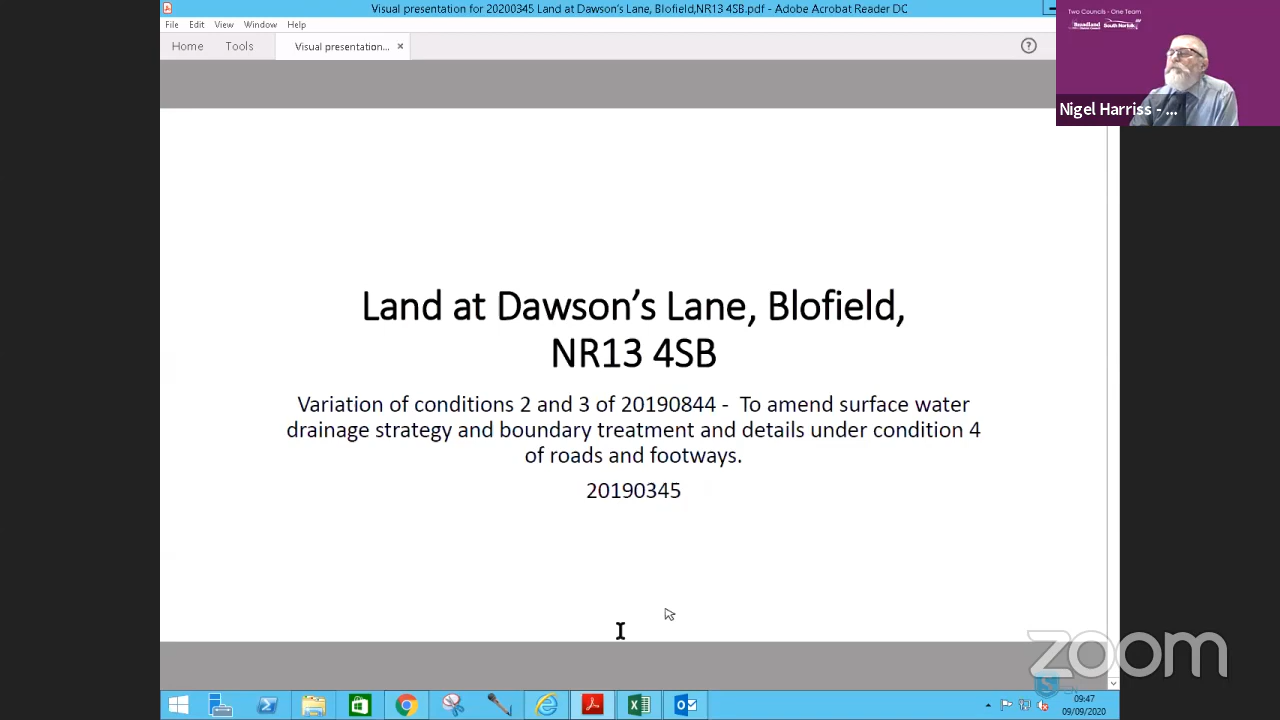 Visual presentation for 20200345 Land at Dawson's Lane, Blofield,NR13 4SB.pdf - Adobe Acrobat Reader DC
File Edit View Window Help
Home Tools Visual presentation... ×
Two Councils - One Team
Broadland South Norfolk
Nigel Harriss - ...
Land at Dawson’s Lane, Blofield,
NR13 4SB
Variation of conditions 2 and 3 of 20190844 - To amend surface water
drainage strategy and boundary treatment and details under condition 4
of roads and footways.
20190345
zoom
09:47
09/09/2020